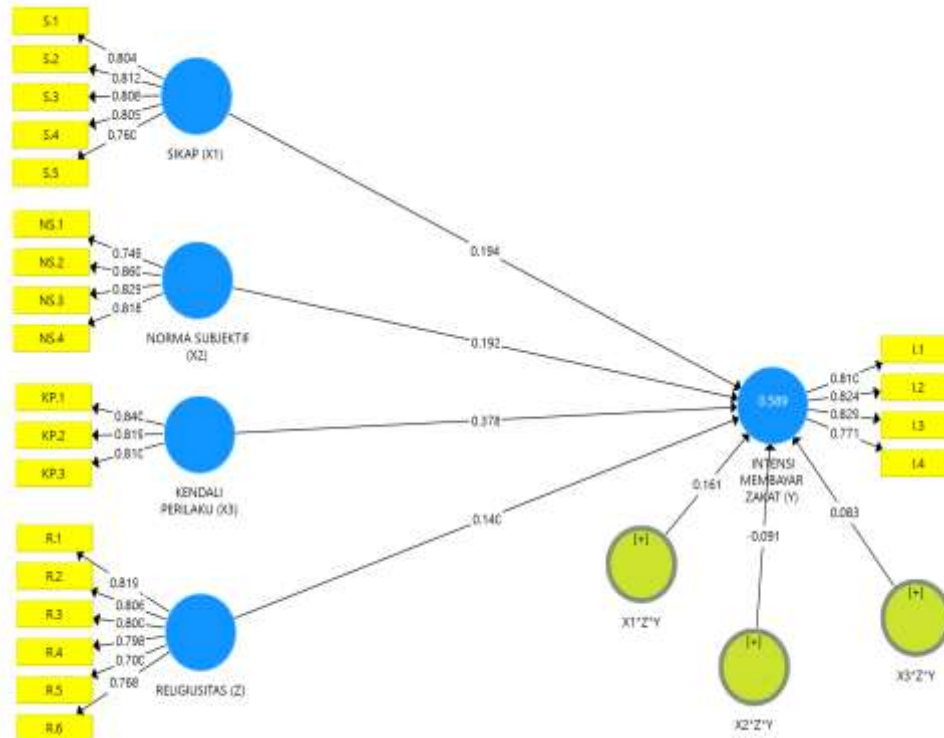 S.1
S.2
S.3
S.4
S.5
0.804
0.812
0.808
0.805
0.760
SIKAP (X1)
0.194
NS.1
NS.2
NS.3
NS.4
0.749
0.860
0.829
0.818
NORMA SUBJEKTIF
(X2)
0.192
KP.1
KP.2
KP.3
0.840
0.819
0.810
KENDALI
PERILAKU (X3)
0.378
R.1
R.2
R.3
R.4
R.5
R.6
0.819
0.806
0.800
0.798
0.700
0.768
RELIGIUSITAS (Z)
0.140
0.589
INTENSI
MEMBAYAR
ZAKAT (Y)
0.810
0.824
0.829
0.771
I.1
I.2
I.3
I.4
0.161
-0.091
0.083
[+]
X1*Z*Y
[+]
X2*Z*Y
[+]
X3*Z*Y